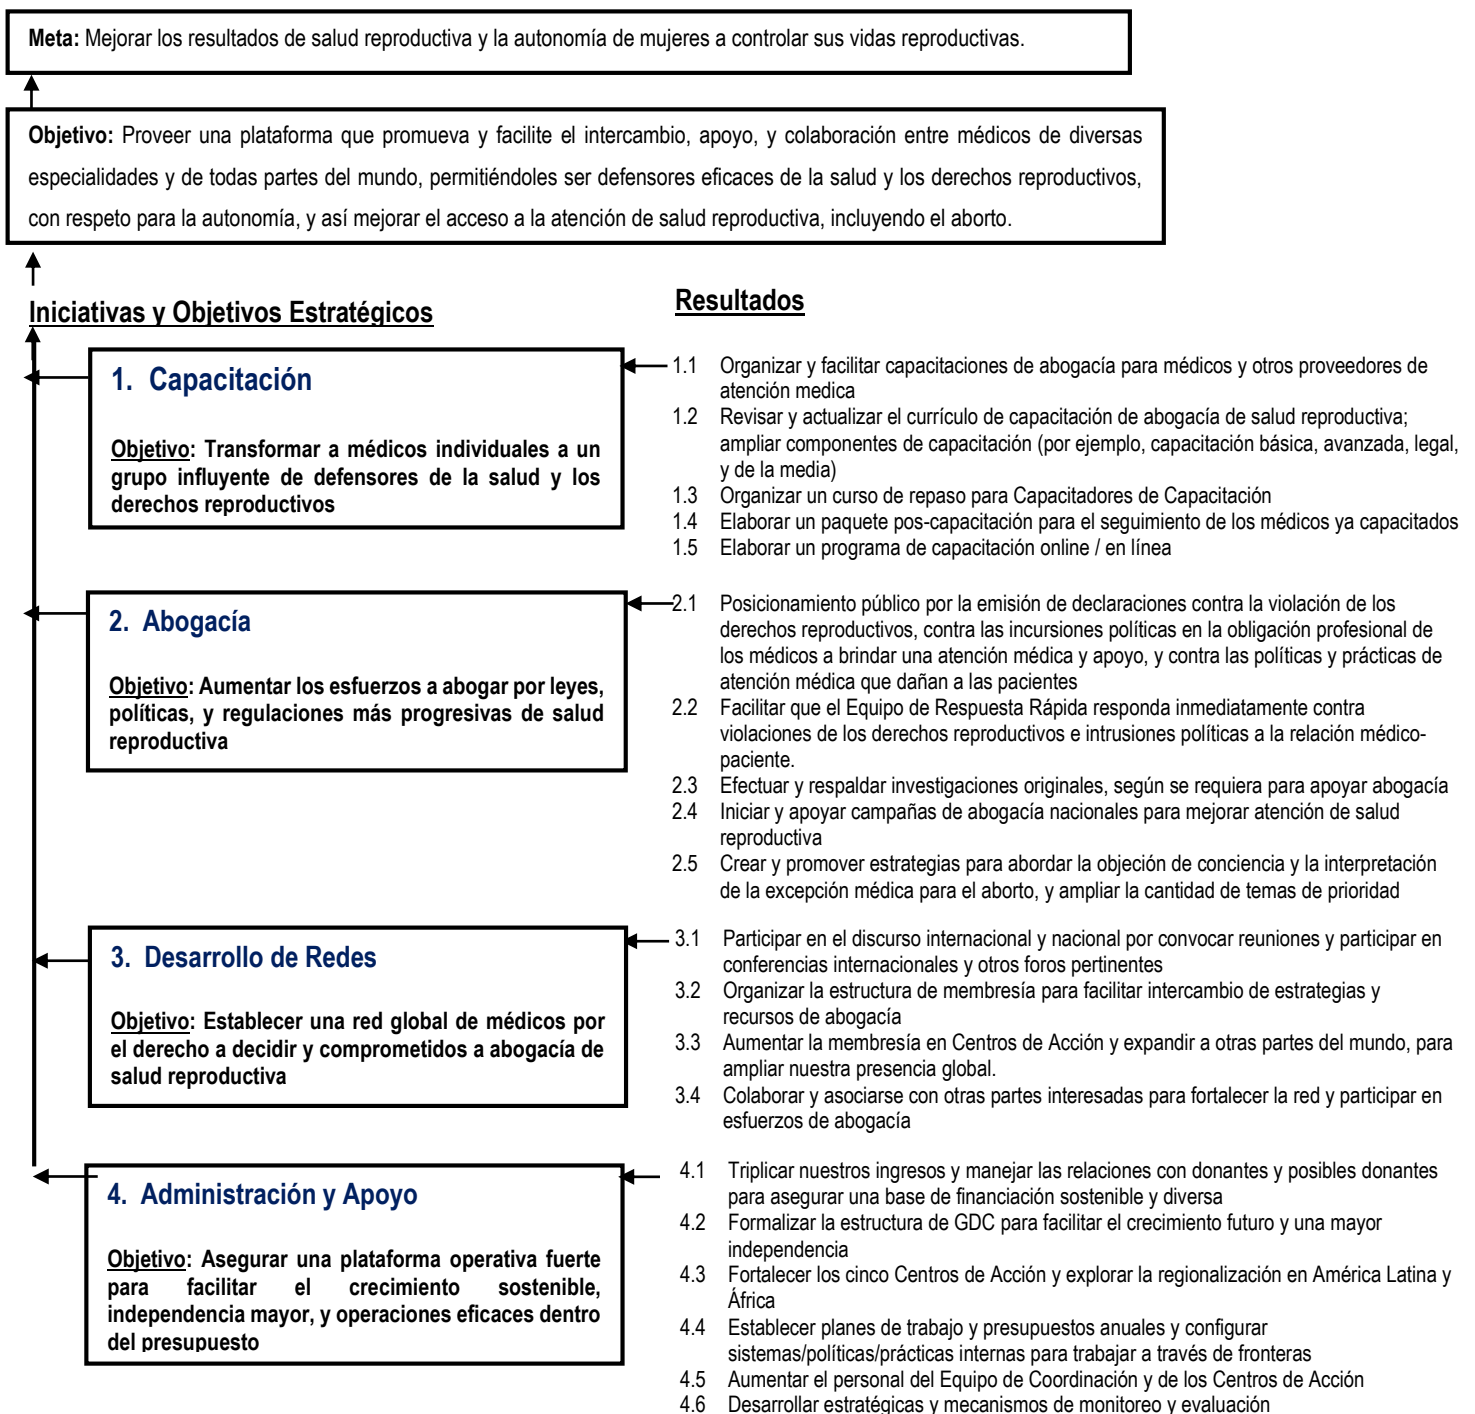 Meta: Mejorar los resultados de salud reproductiva y la autonomía de mujeres a controlar sus vidas reproductivas.
Objetivo: Proveer una plataforma que promueva y facilite el intercambio, apoyo, y colaboración entre médicos de diversas
especialidades y de todas partes del mundo, permitiéndoles ser defensores eficaces de la salud y los derechos reproductivos,
con respeto para la autonomía, y así mejorar el acceso a la atención de salud reproductiva, incluyendo el aborto.
Iniciativas y Objetivos Estratégicos
Resultados
1. Capacitación
Objetivo: Transformar a médicos individuales a un
grupo influyente de defensores de la salud y los
derechos reproductivos
1.1 Organizar y facilitar capacitaciones de abogacía para médicos y otros proveedores de
atención medica
1.2 Revisar y actualizar el currículo de capacitación de abogacía de salud reproductiva;
ampliar componentes de capacitación (por ejemplo, capacitación básica, avanzada, legal,
y de la media)
1.3 Organizar un curso de repaso para Capacitadores de Capacitación
1.4 Elaborar un paquete pos-capacitación para el seguimiento de los médicos ya capacitados
1.5 Elaborar un programa de capacitación online / en línea
2. Abogacía
Objetivo: Aumentar los esfuerzos a abogar por leyes,
políticas, y regulaciones más progresivas de salud
reproductiva
2.1 Posicionamiento público por la emisión de declaraciones contra la violación de los
derechos reproductivos, contra las incursiones políticas en la obligación profesional de
los médicos a brindar una atención médica y apoyo, y contra las políticas y prácticas de
atención médica que dañan a las pacientes
2.2 Facilitar que el Equipo de Respuesta Rápida responda inmediatamente contra
violaciones de los derechos reproductivos e intrusiones políticas a la relación médico-
paciente.
2.3 Efectuar y respaldar investigaciones originales, según se requiera para apoyar abogacía
2.4 Iniciar y apoyar campañas de abogacía nacionales para mejorar atención de salud
reproductiva
2.5 Crear y promover estrategias para abordar la objeción de conciencia y la interpretación
de la excepción médica para el aborto, y ampliar la cantidad de temas de prioridad
3. Desarrollo de Redes
Objetivo: Establecer una red global de médicos por
el derecho a decidir y comprometidos a abogacía de
salud reproductiva
3.1 Participar en el discurso internacional y nacional por convocar reuniones y participar en
conferencias internacionales y otros foros pertinentes
3.2 Organizar la estructura de membresía para facilitar intercambio de estrategias y
recursos de abogacía
3.3 Aumentar la membresía en Centros de Acción y expandir a otras partes del mundo, para
ampliar nuestra presencia global.
3.4 Colaborar y asociarse con otras partes interesadas para fortalecer la red y participar en
esfuerzos de abogacía
4. Administración y Apoyo
Objetivo: Asegurar una plataforma operativa fuerte
para facilitar el crecimiento sostenible,
independencia mayor, y operaciones eficaces dentro
del presupuesto
4.1 Triplicar nuestros ingresos y manejar las relaciones con donantes y posibles donantes
para asegurar una base de financiación sostenible y diversa
4.2 Formalizar la estructura de GDC para facilitar el crecimiento futuro y una mayor
independencia
4.3 Fortalecer los cinco Centros de Acción y explorar la regionalización en América Latina y
África
4.4 Establecer planes de trabajo y presupuestos anuales y configurar
sistemas/políticas/prácticas internas para trabajar a través de fronteras
4.5 Aumentar el personal del Equipo de Coordinación y de los Centros de Acción
4.6 Desarrollar estratégicas y mecanismos de monitoreo y evaluación